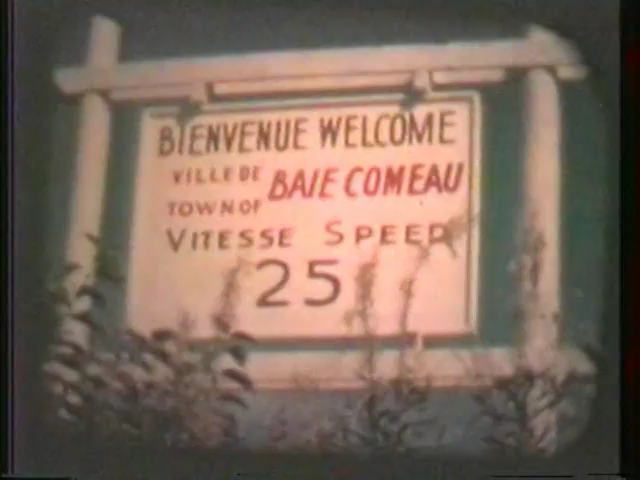 BIENVENUE WELCOME
VILLE DE BAIE COMEAU
TOWN OF
VITESSE SPEED
25